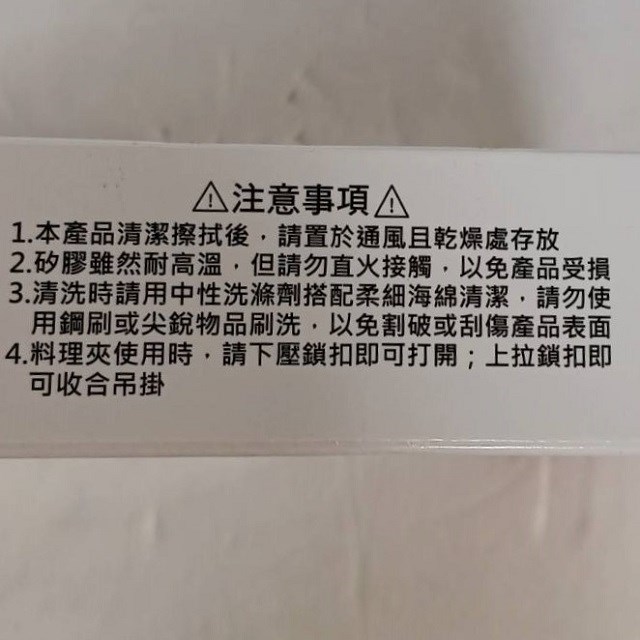 ⚠注意事項⚠
1.本產品清潔擦拭後，請置於通風且乾燥處存放
2.矽膠雖然耐高溫，但請勿直火接觸，以免產品受損
3.清洗時請用中性洗滌劑搭配柔細海綿清潔，請勿使
用鋼刷或尖銳物品刷洗，以免割破或刮傷產品表面
4.料理夾使用時，請下壓鎖扣即可打開；上拉鎖扣即
可收合吊掛